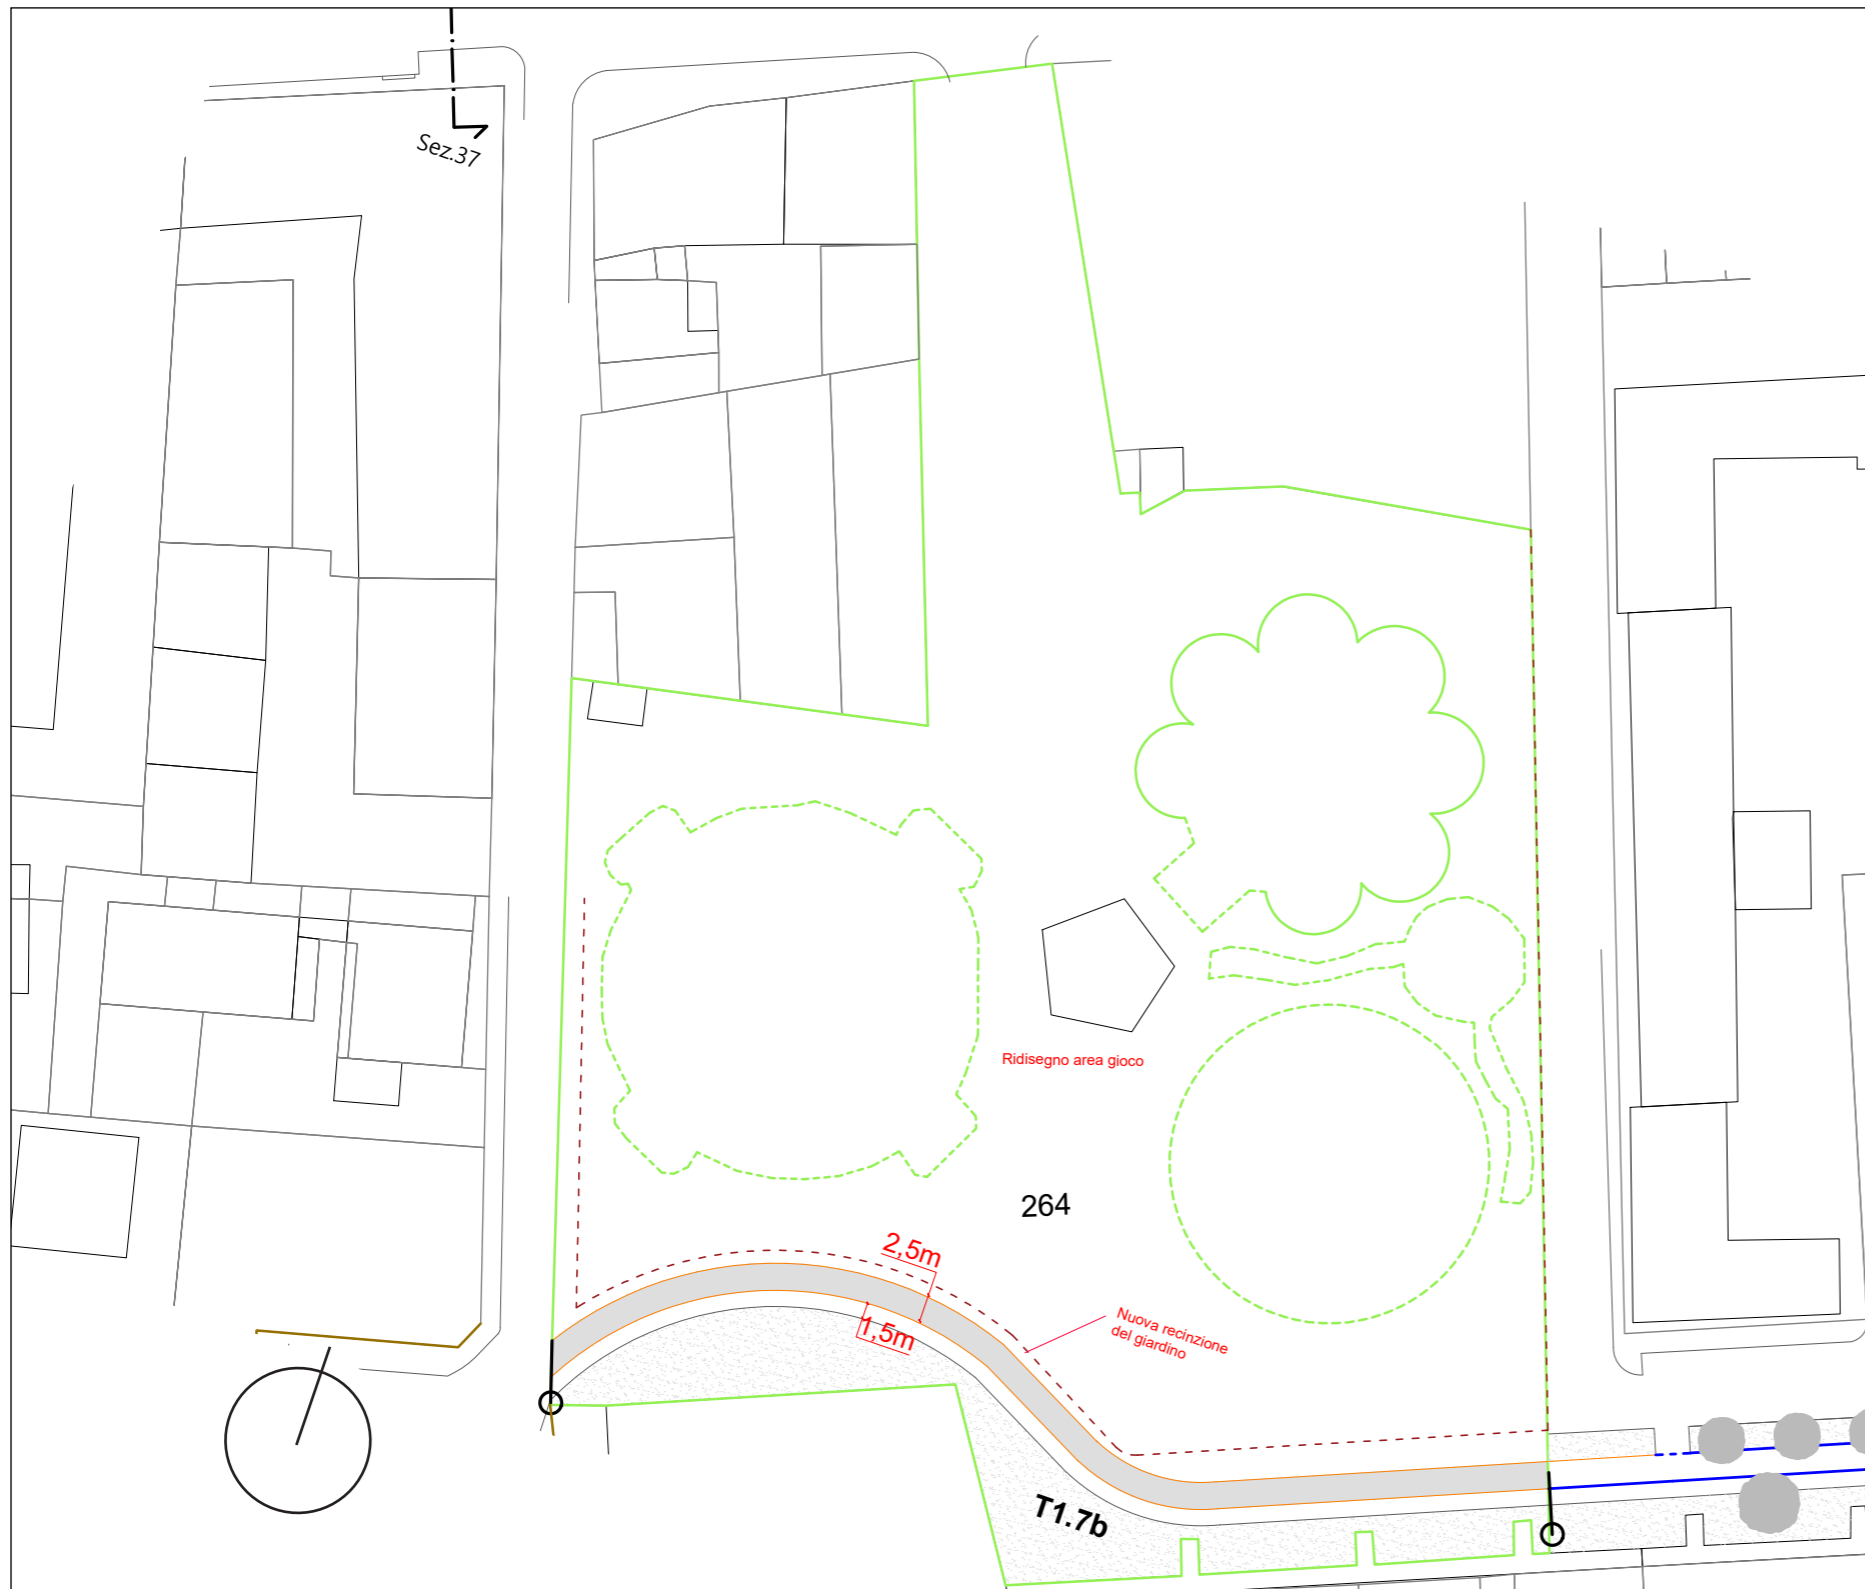 Sez.37
Ridisegno area gioco
264
2,5m
1,5m
Nuova recinzione
del giardino
T1.7b